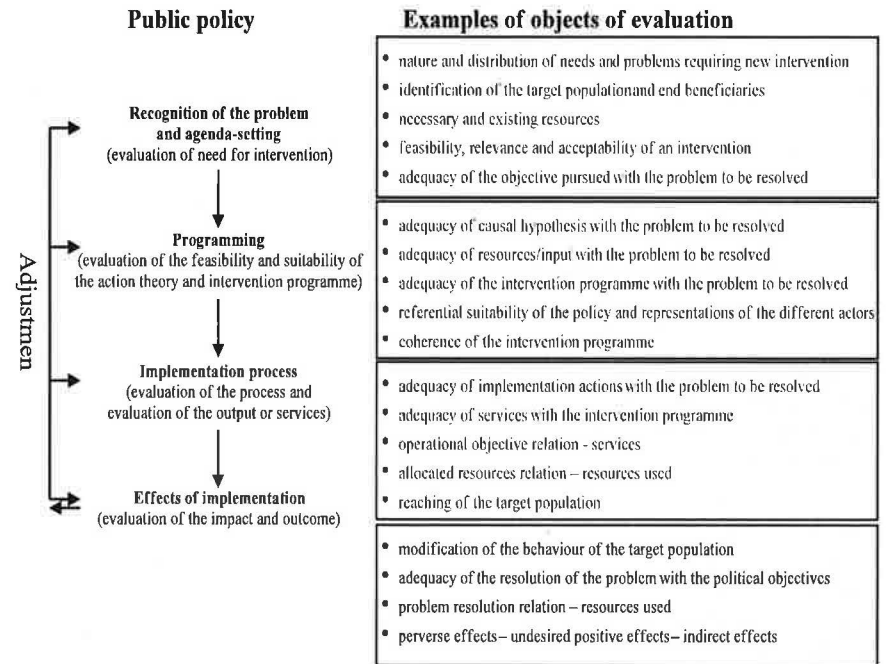 Public policy
Examples of objects of evaluation
Adjustmen
Recognition of the problem
and agenda-setting
(evaluation of need for intervention)
• nature and distribution of needs and problems requiring new intervention
• identification of the target populationand end beneficiaries
• necessary and existing resources
• feasibility, relevance and acceptability of an intervention
• adequacy of the objective pursued with the problem to be resolved
Programming
(evaluation of the feasibility and suitability of
the action theory and intervention programme)
• adequacy of causal hypothesis with the problem to be resolved
• adequacy of resources/input with the problem to be resolved
• adequacy of the intervention programme with the problem to be resolved
• referential suitability of the policy and representations of the different actors
• coherence of the intervention programme
Implementation process
(evaluation of the process and
evaluation of the output or services)
• adequacy of implementation actions with the problem to be resolved
• adequacy of services with the intervention programme
• operational objective relation - services
• allocated resources relation – resources used
• reaching of the target population
Effects of implementation
(evaluation of the impact and outcome)
• modification of the behaviour of the target population
• adequacy of the resolution of the problem with the political objectives
• problem resolution relation – resources used
• perverse effects– undesired positive effects– indirect effects